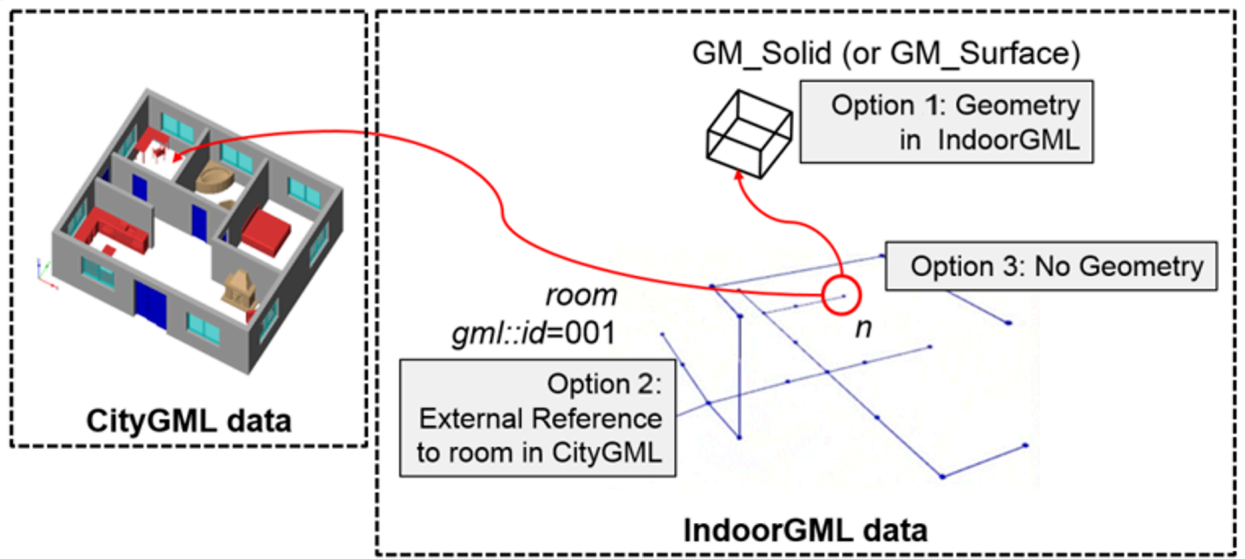 GM_Solid (or GM_Surface)
Option 1: Geometry
in IndoorGML
Option 3: No Geometry
n
room
gml::id=001
Option 2:
External Reference
to room in CityGML
CityGML data
IndoorGML data